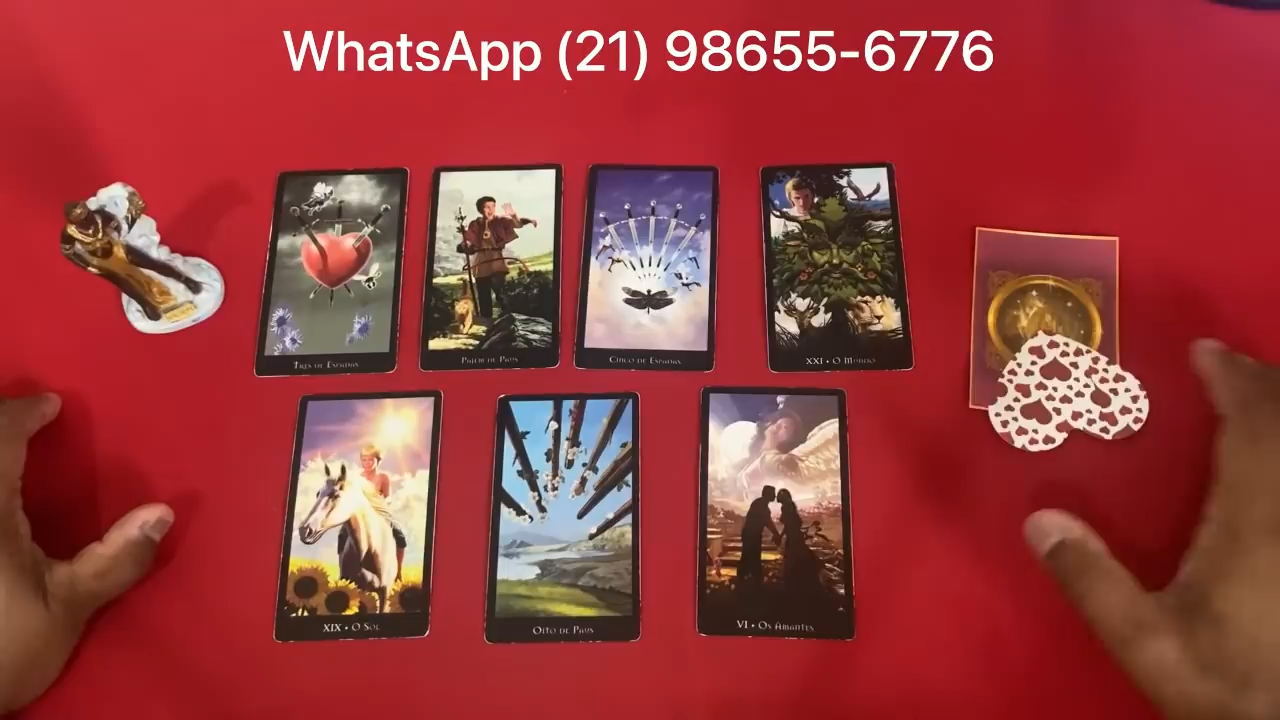 WhatsApp (21) 98655-6776
Três de Espadas
Pajem de Paus
Cinco de Espadas
XXI • O Mundo
XIX • O Sol
Oito de Paus
VI • Os Amantes